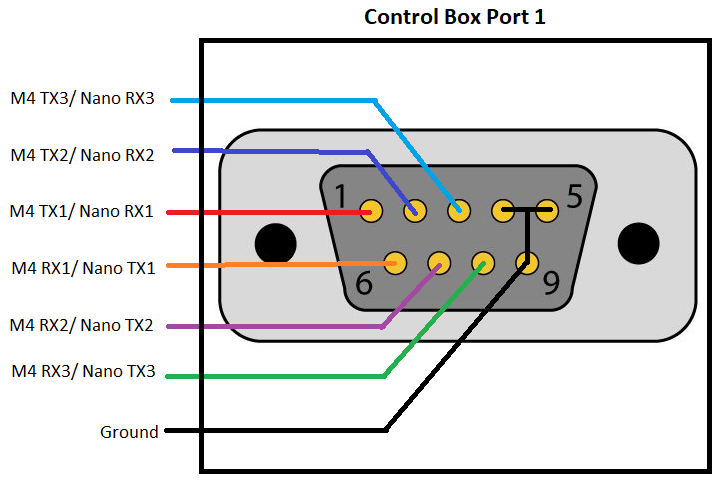 Control Box Port 1
M4 TX3/ Nano RX3
M4 TX2/ Nano RX2
M4 TX1/ Nano RX1
M4 RX1/ Nano TX1
M4 RX2/ Nano TX2
M4 RX3/ Nano TX3
Ground
1
5
6
9